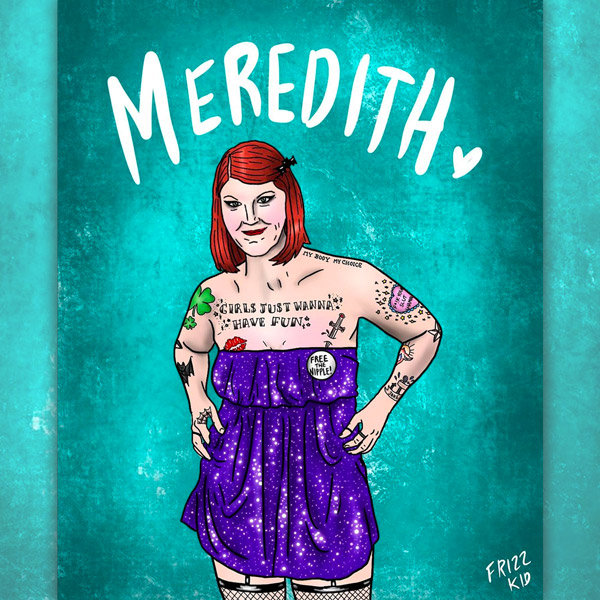 MEREDITH
MY BODY MY CHOICE
GIRLS JUST WANNA
HAVE FUN
FREE
THE
NIPPLE!
FRIZZ
KID